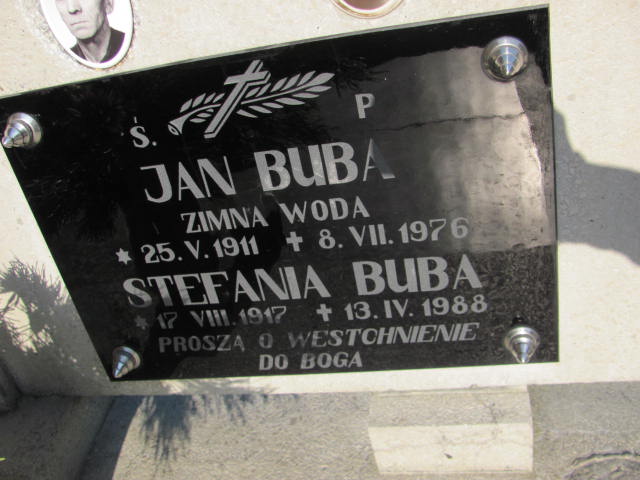 Ś. P
JAN BUBA
ZIMNA WODA
* 25. V. 1911 + 8. VII. 1976
STEFANIA BUBA
* 17 VIII. 1917 + 13. IV. 1988
PROSZĄ O WESTCHNIENIE
DO BOGA